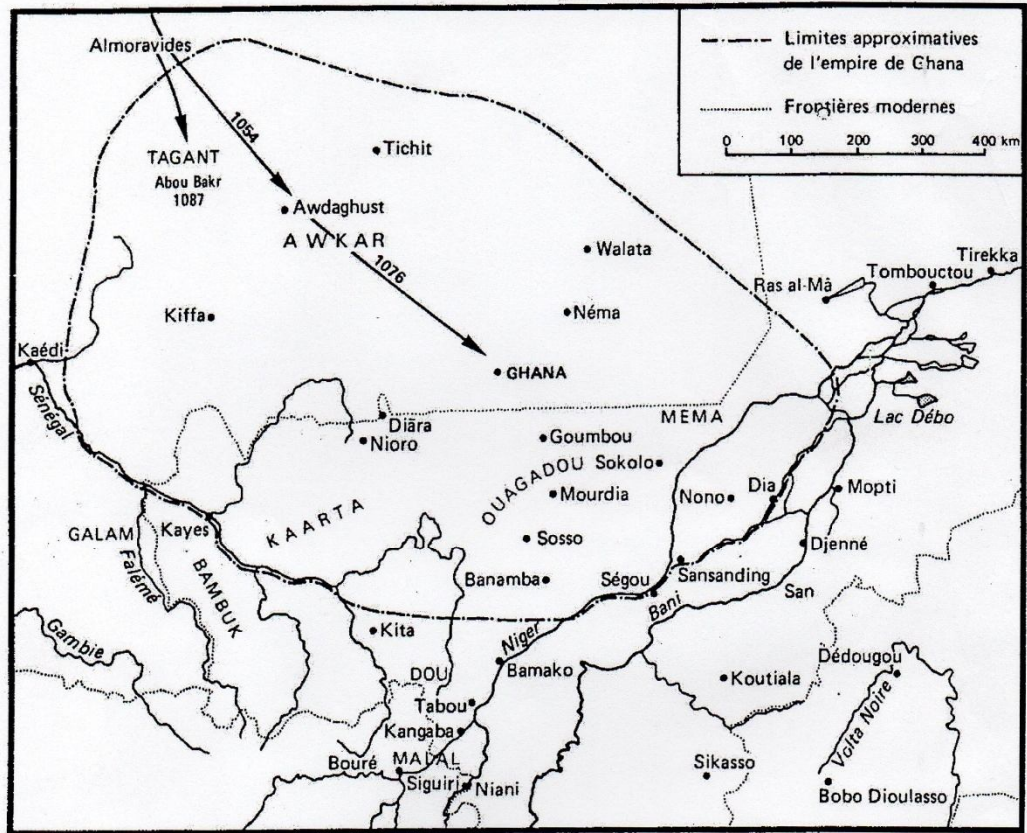 Almoravides
Limites approximatives
de l'empire de Ghana
Frontières modernes
0 100 200 300 400 km
1054
TAGANT
Abou Bakr
1087
Tichit
Awdaghust
AWKAR
1076
Walata
Tirekka
Tombouctou
Ras al-Mâ
Kiffa
Néma
Kaédi
GHANA
Sénégal
MEMA
Lac Débo
Diāra
Nioro
Goumbou
OUAGADOU
Sokolo
KAARTA
Mourdia
Nono
Dia
Mopti
GALAM
Kayes
Falémé
BAMBUK
Sosso
Djenné
Banamba
Ségou
Sansanding
Bani
San
Gambie
Kita
Niger
DOU
Bamako
Koutiala
Dédougou
Volta Noire
Tabou
Kangaba
Bouré
MALAL
Siguiri
Niani
Sikasso
Bobo Dioulasso